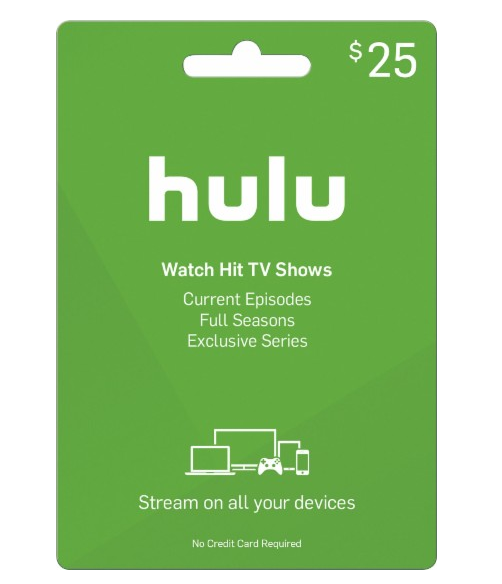 $25
hulu
Watch Hit TV Shows
Current Episodes
Full Seasons
Exclusive Series
Stream on all your devices
No Credit Card Required